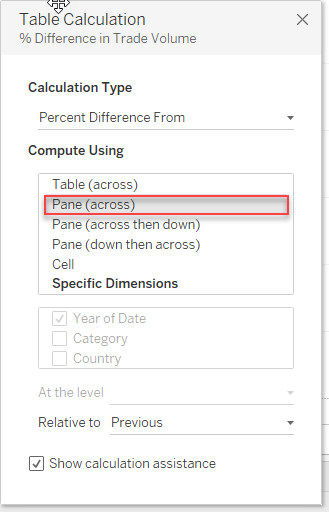 Table Calculation
% Difference in Trade Volume
Calculation Type
Percent Difference From
Compute Using
Table (across)
Pane (across)
Pane (across then down)
Pane (down then across)
Cell
Specific Dimensions
Year of Date
Category
Country
At the level
Relative to Previous
Show calculation assistance